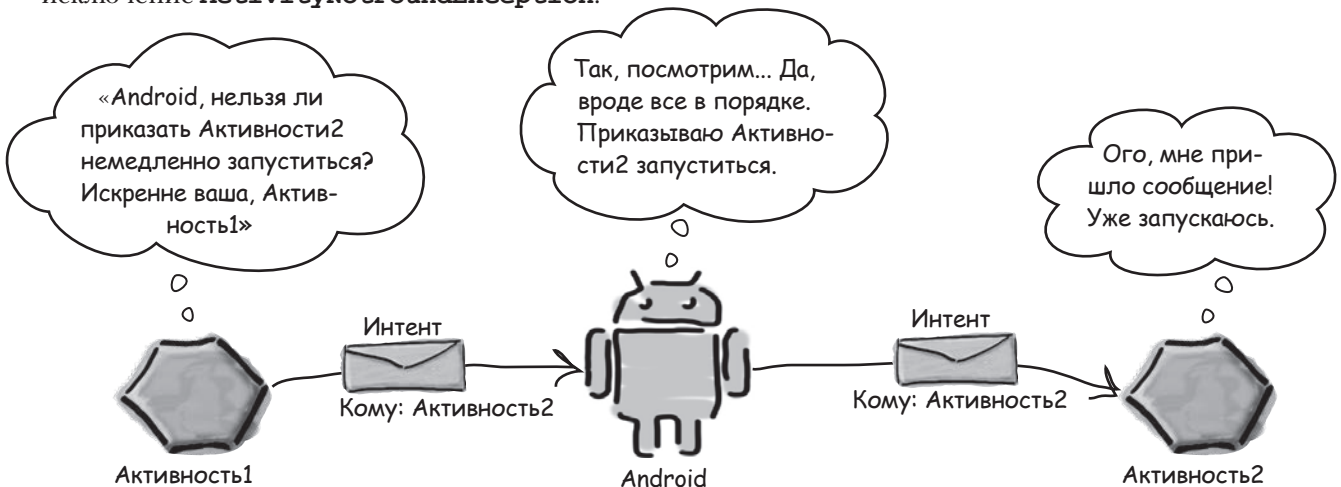 исключение ActivityNotFoundException.
«Android, нельзя ли
приказать Активности2
немедленно запуститься?
Искренне ваша, Актив-
ность1»
Так, посмотрим... Да,
вроде все в порядке.
Приказываю Активно-
сти2 запуститься.
Ого, мне при-
шло сообщение!
Уже запускаюсь.
Интент
Кому: Активность2
Интент
Кому: Активность2
Активность1
Android
Активность2